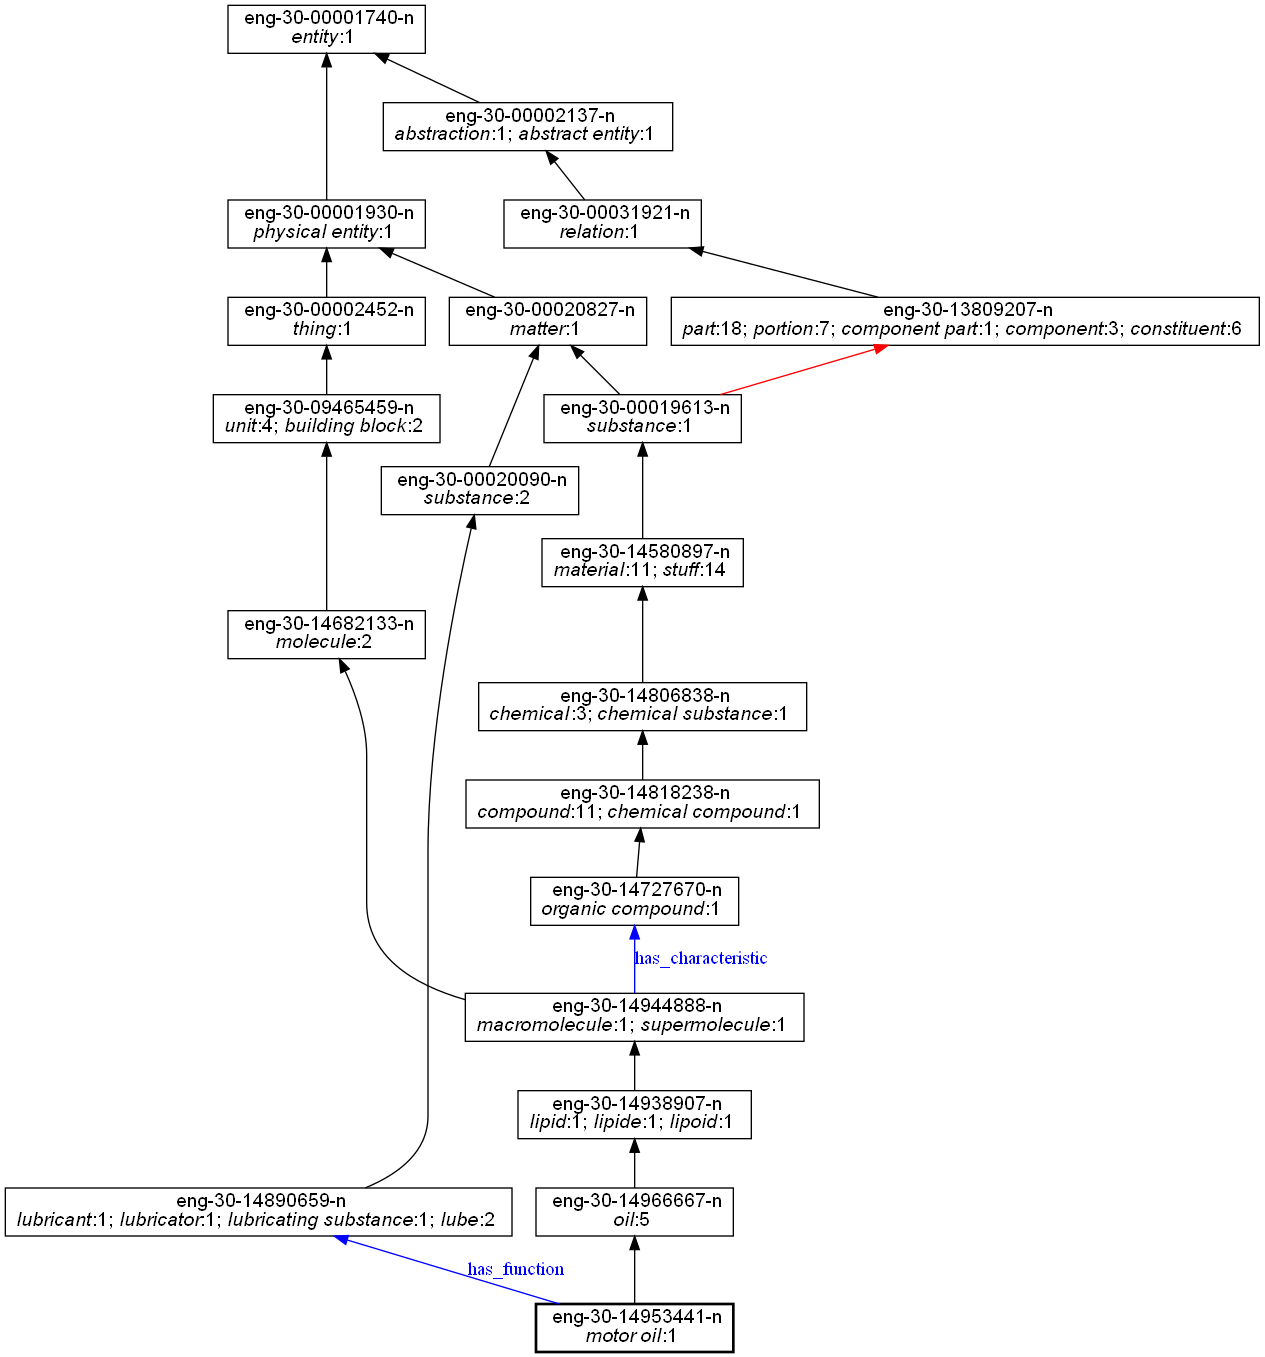 eng-30-00001740-n
entity:1
eng-30-00002137-n
abstraction:1; abstract entity:1
eng-30-00001930-n
physical entity:1
eng-30-00031921-n
relation:1
eng-30-00002452-n
thing:1
eng-30-00020827-n
matter:1
eng-30-13809207-n
part:18; portion:7; component part:1; component:3; constituent:6
eng-30-09465459-n
unit:4; building block:2
eng-30-00019613-n
substance:1
eng-30-00020090-n
substance:2
eng-30-14580897-n
material:11; stuff:14
eng-30-14682133-n
molecule:2
eng-30-14806838-n
chemical:3; chemical substance:1
eng-30-14818238-n
compound:11; chemical compound:1
eng-30-14727670-n
organic compound:1
has_characteristic
eng-30-14944888-n
macromolecule:1; supermolecule:1
eng-30-14938907-n
lipid:1; lipide:1; lipoid:1
eng-30-14890659-n
lubricant:1; lubricator:1; lubricating substance:1; lube:2
eng-30-14966667-n
oil:5
has_function
eng-30-14953441-n
motor oil:1